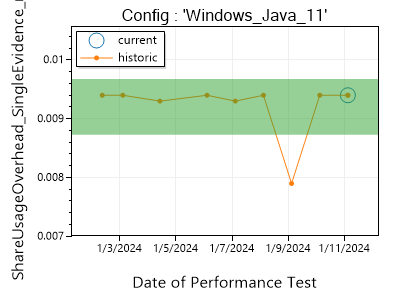 Config : 'Windows_Java_11'
current
historic
0.01
0.009
0.008
0.007
1/3/2024
1/5/2024
1/7/2024
1/9/2024
1/11/2024
Date of Performance Test
ShareUsageOverhead_SingleEvidence_